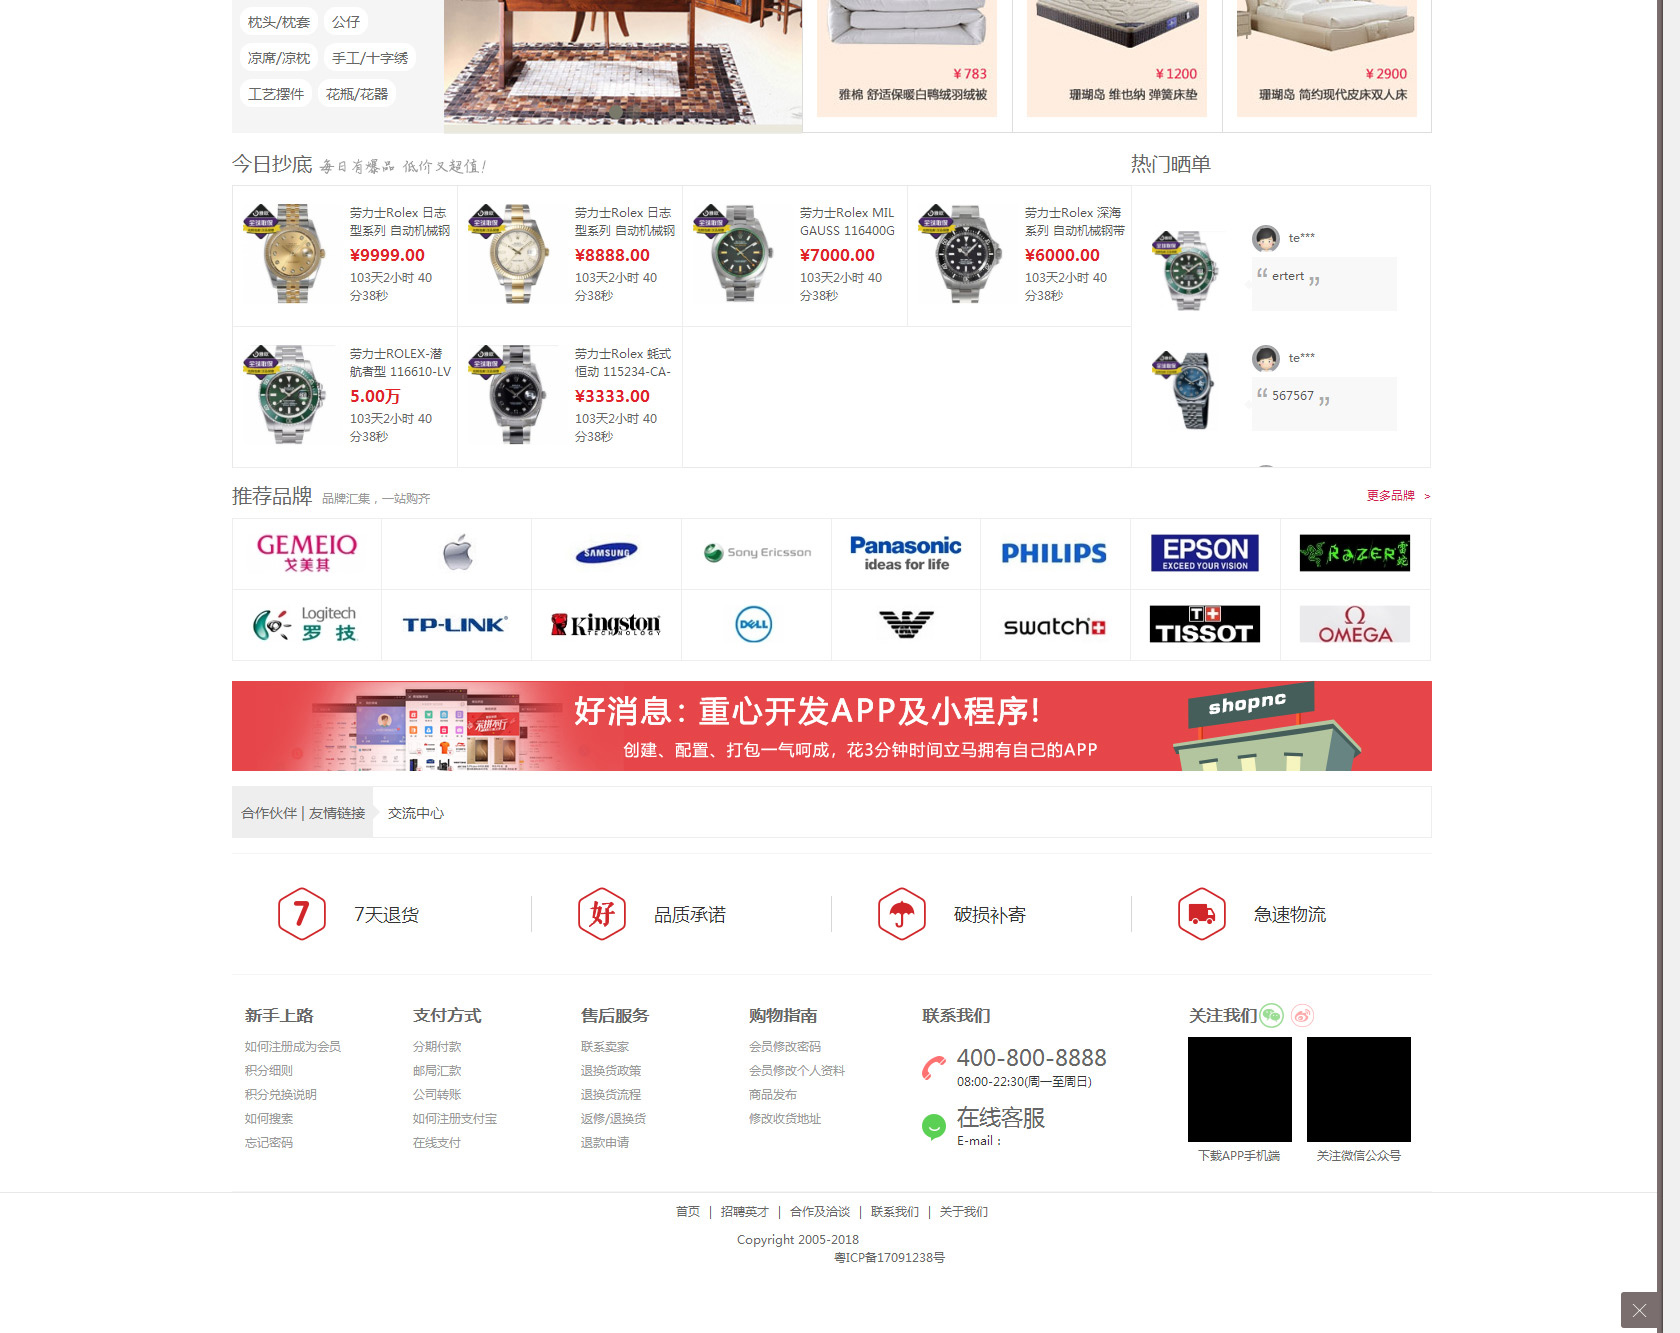 枕头/枕套 公仔
凉席/凉枕 手工/十字绣
工艺摆件 花瓶/花器
¥783
雅棉 舒适保暖白鸭绒羽绒被
¥1200
珊瑚岛 维也纳 弹簧床垫
¥2900
珊瑚岛 简约现代皮床双人床
今日抄底 每日有爆品 低价又超值!
热门晒单
劳力士Rolex 日志
型系列 自动机械钢
¥9999.00
103天2小时 40
分38秒
劳力士Rolex 日志
型系列 自动机械钢
¥8888.00
103天2小时 40
分38秒
劳力士Rolex MIL
GAUSS 116400G
¥7000.00
103天2小时 40
分38秒
劳力士Rolex 深海
系列 自动机械钢带
¥6000.00
103天2小时 40
分38秒
劳力士ROLEX-潜
航者型 116610-LV
5.00万
103天2小时 40
分38秒
劳力士Rolex 蚝式
恒动 115234-CA-
¥3333.00
103天2小时 40
分38秒
te***
“ ertert ”
te***
“ 567567 ”
推荐品牌 品牌汇集，一站购齐
更多品牌 >
GEMEIQ
戈美其
SAMSUNG
Sony Ericsson
Panasonic
ideas for life
PHILIPS
EPSON
EXCEED YOUR VISION
RAZER 雷蛇
Logitech
罗技
TP-LINK
Kingston
TECHNOLOGY
DELL
swatch
TISSOT
OMEGA
好消息：重心开发APP及小程序!
创建、配置、打包一气呵成，花3分钟时间立马拥有自己的APP
shopnc
合作伙伴 | 友情链接 交流中心
7 7天退货
好 品质承诺
破损补寄
急速物流
新手上路
如何注册成为会员
积分细则
积分兑换说明
如何搜索
忘记密码
支付方式
分期付款
邮局汇款
公司转账
如何注册支付宝
在线支付
售后服务
联系卖家
退换货政策
退换货流程
返修/退换货
退款申请
购物指南
会员修改密码
会员修改个人资料
商品发布
修改收货地址
联系我们
400-800-8888
08:00-22:30(周一至周日)
在线客服
E-mail：
关注我们
下载APP手机端
关注微信公众号
首页 | 招聘英才 | 合作及洽谈 | 联系我们 | 关于我们
Copyright 2005-2018
粤ICP备17091238号